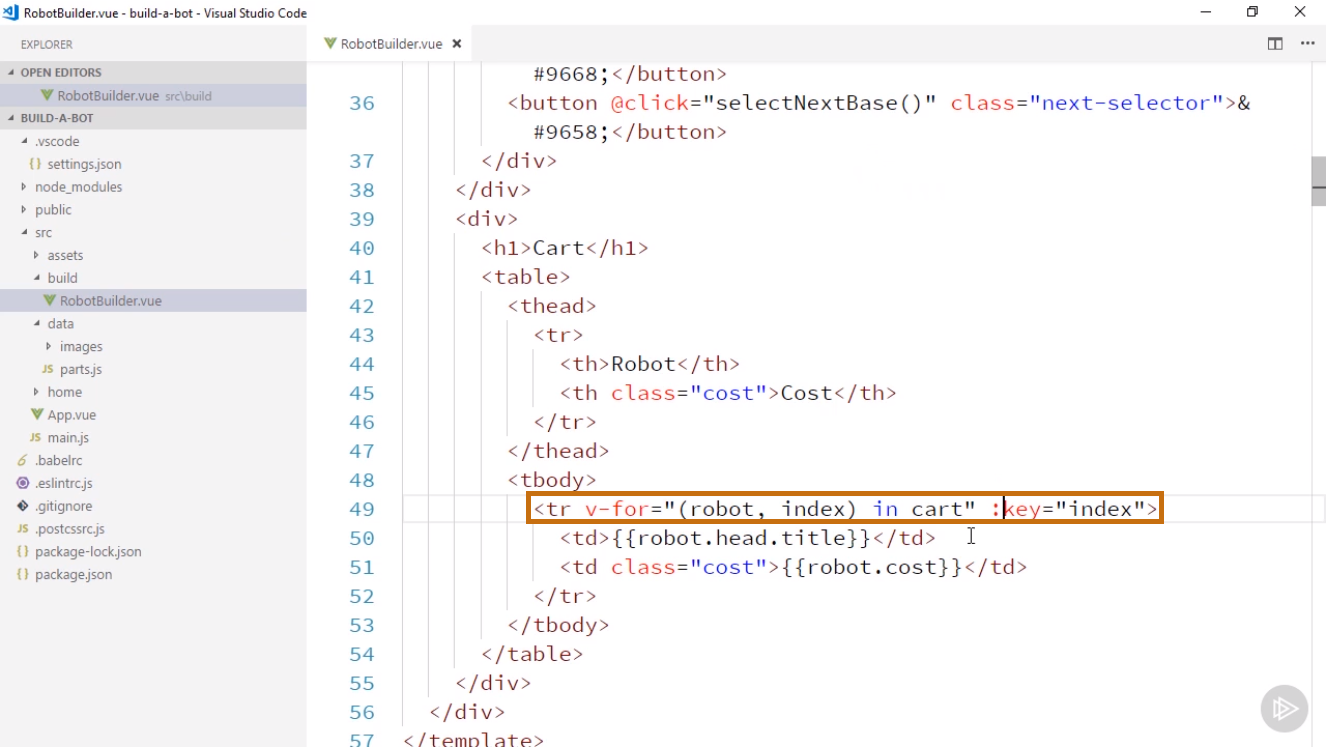 RobotBuilder.vue - build-a-bot - Visual Studio Code
EXPLORER
OPEN EDITORS
RobotBuilder.vue src\build
BUILD-A-BOT
.vscode
{} settings.json
node_modules
public
src
assets
build
RobotBuilder.vue
data
images
JS parts.js
home
App.vue
JS main.js
6 .babelrc
.eslintrc.js
.gitignore
JS .postcssrc.js
{} package-lock.json
{} package.json
RobotBuilder.vue
#9668;</button>
36 <button @click="selectNextBase()" class="next-selector">&
#9658;</button>
37 </div>
38 </div>
39 <div>
40 <h1>Cart</h1>
41 <table>
42 <thead>
43 <tr>
44 <th>Robot</th>
45 <th class="cost">Cost</th>
46 </tr>
47 </thead>
48 <tbody>
49 <tr v-for="(robot, index) in cart" :key="index">
50 <td>{{robot.head.title}}</td>
51 <td class="cost">{{robot.cost}}</td>
52 </tr>
53 </tbody>
54 </table>
55 </div>
56 </div>
57 </template>